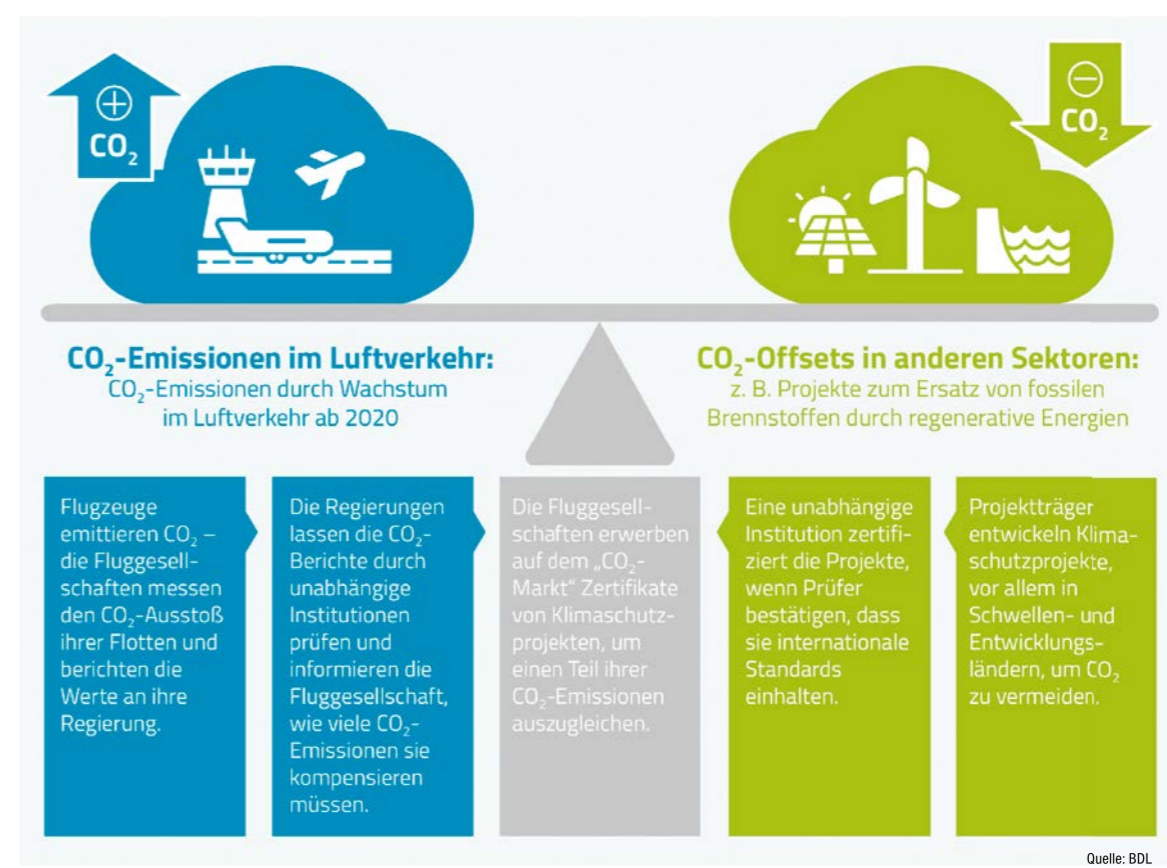 ⊕
CO₂
⊖
CO₂
CO₂-Emissionen im Luftverkehr:
CO₂-Emissionen durch Wachstum
im Luftverkehr ab 2020
CO₂-Offsets in anderen Sektoren:
z. B. Projekte zum Ersatz von fossilen
Brennstoffen durch regenerative Energien
Flugzeuge
emittieren CO₂ –
die Fluggesell-
schaften messen
den CO₂-Ausstoß
ihrer Flotten und
berichten die
Werte an ihre
Regierung.
Die Regierungen
lassen die CO₂-
Berichte durch
unabhängige
Institutionen
prüfen und
informieren die
Fluggesellschaft,
wie viele CO₂-
Emissionen sie
kompensieren
müssen.
Die Fluggesell-
schaften erwerben
auf dem „CO₂-
Markt“ Zertifikate
von Klimaschutz-
projekten, um
einen Teil ihrer
CO₂-Emissionen
auszugleichen.
Eine unabhängige
Institution zertifi-
ziert die Projekte,
wenn Prüfer
bestätigen, dass
sie internationale
Standards
einhalten.
Projektträger
entwickeln Klima-
schutzprojekte,
vor allem in
Schwellen- und
Entwicklungs-
ländern, um CO₂
zu vermeiden.
Quelle: BDL